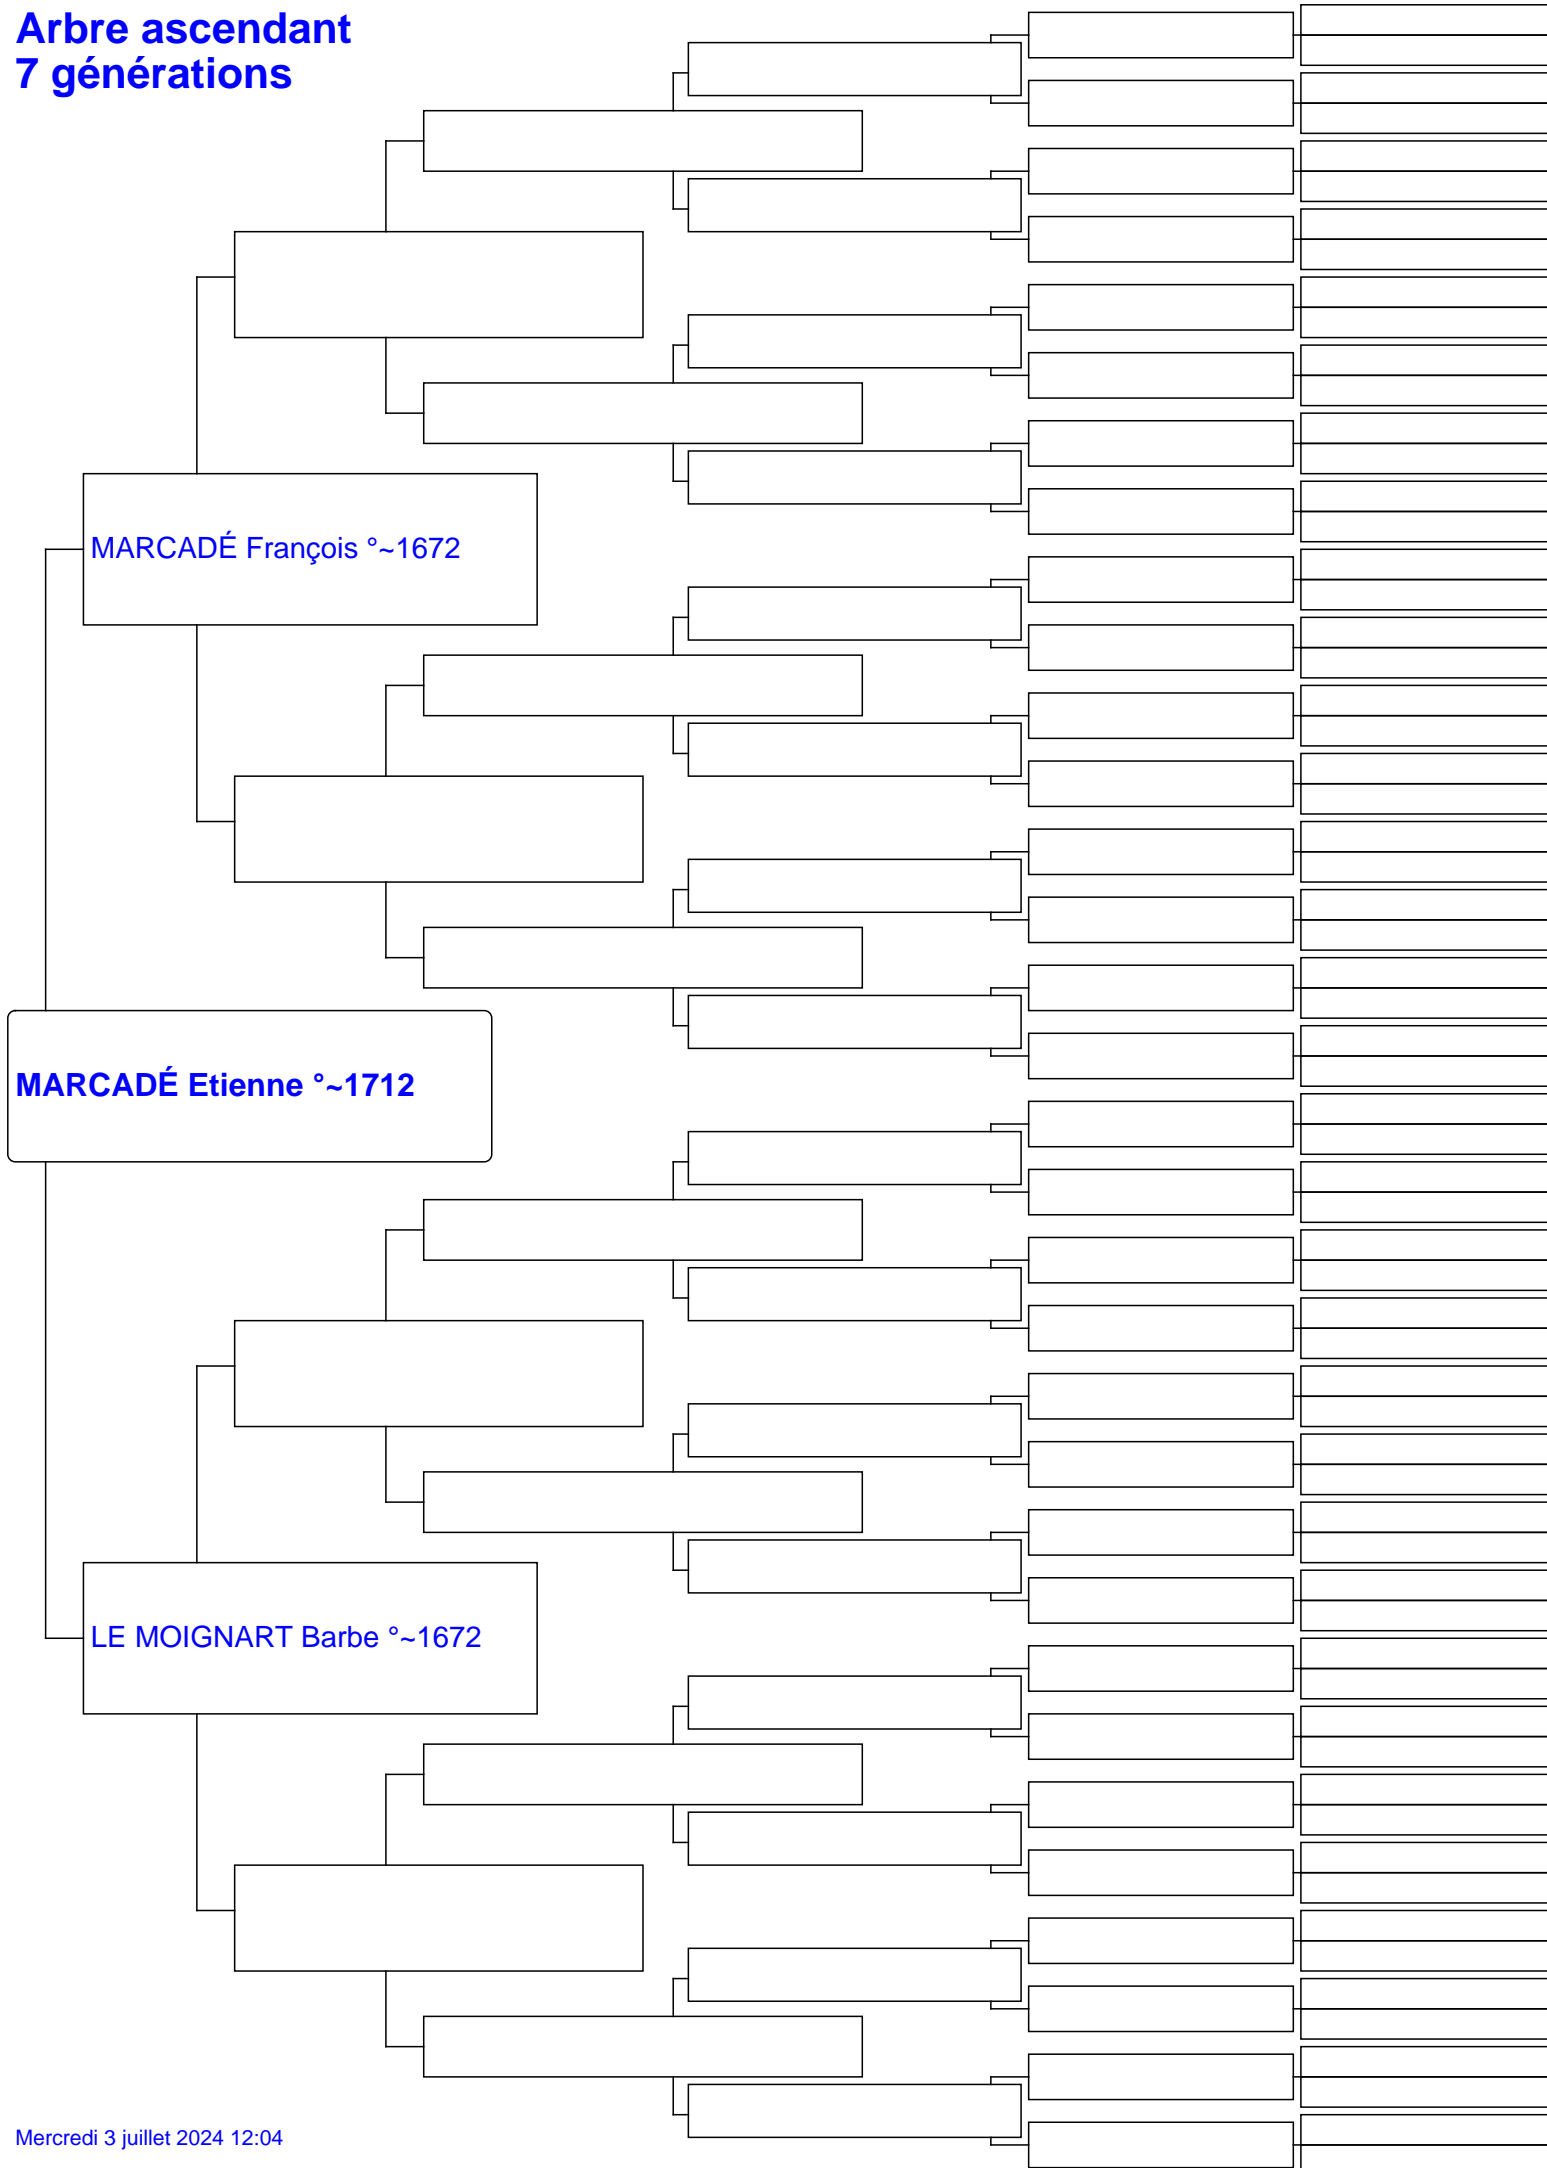 Arbre ascendant
7 générations
MARCADÉ François °~1672
MARCADÉ Etienne °~1712
LE MOIGNART Barbe °~1672
Mercredi 3 juillet 2024 12:04